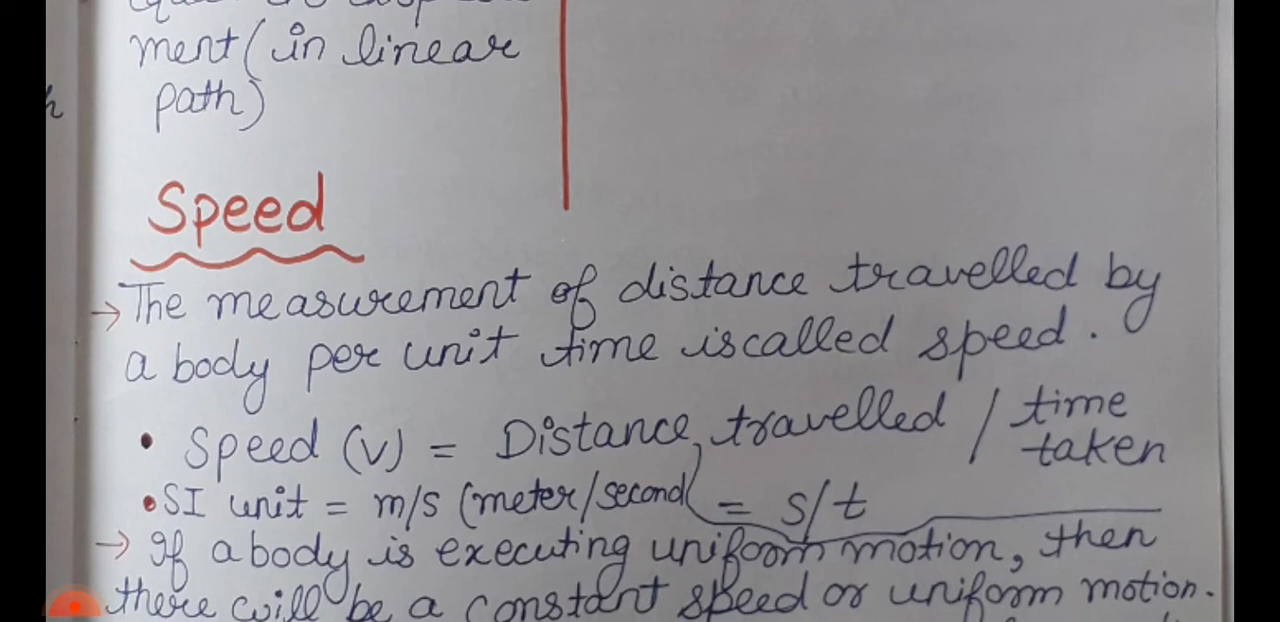 ment (in linear
path)
Speed
→ The measurement of distance travelled by
a body per unit time is called speed.
• Speed (v) = Distance travelled / time
taken
• SI unit = m/s (meter/second = s/t
→ If a body is executing uniform motion, then
there will be a constant speed or uniform motion.